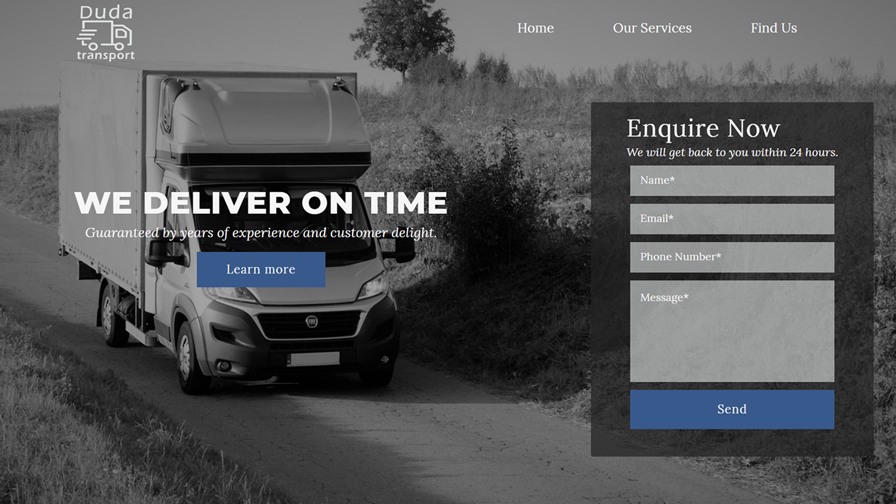 Duda
transport
Home
Our Services
Find Us
WE DELIVER ON TIME
Guaranteed by years of experience and customer delight.
Learn more
Enquire Now
We will get back to you within 24 hours.
Name*
Email*
Phone Number*
Message*
Send